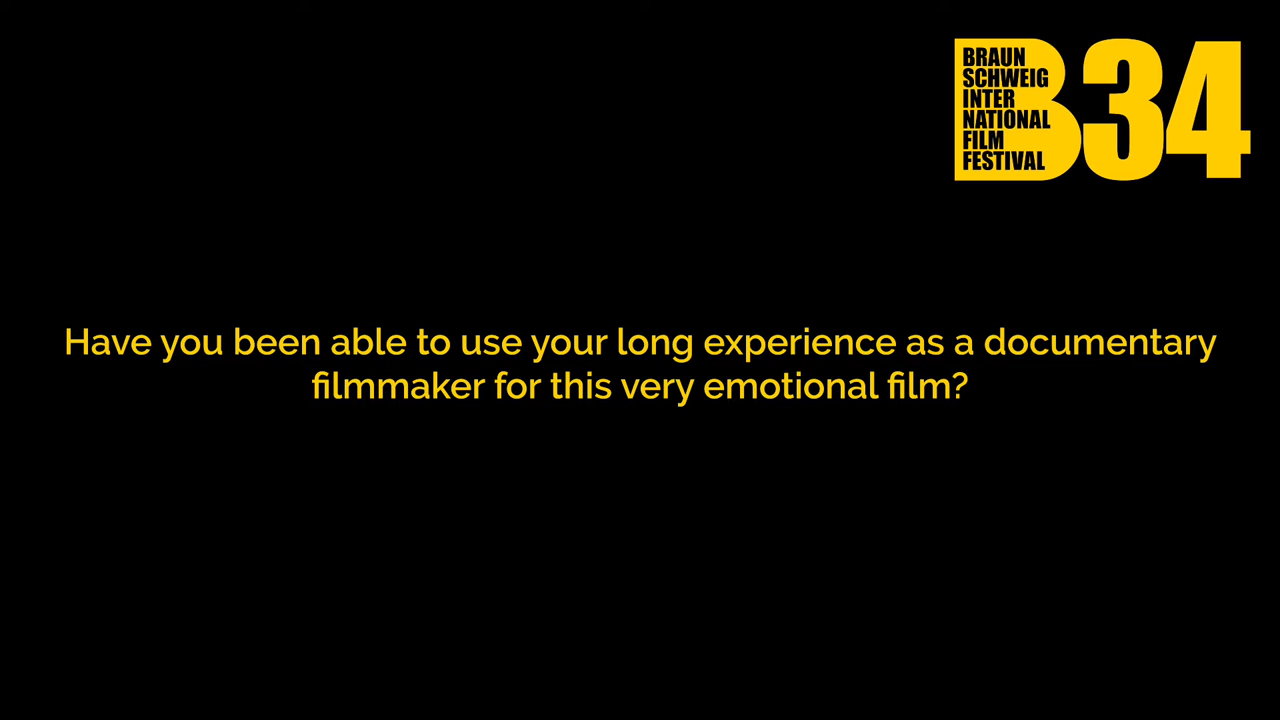 BRAUN
SCHWEIG
INTER
NATIONAL
FILM
FESTIVAL
B34
Have you been able to use your long experience as a documentary
filmmaker for this very emotional film?